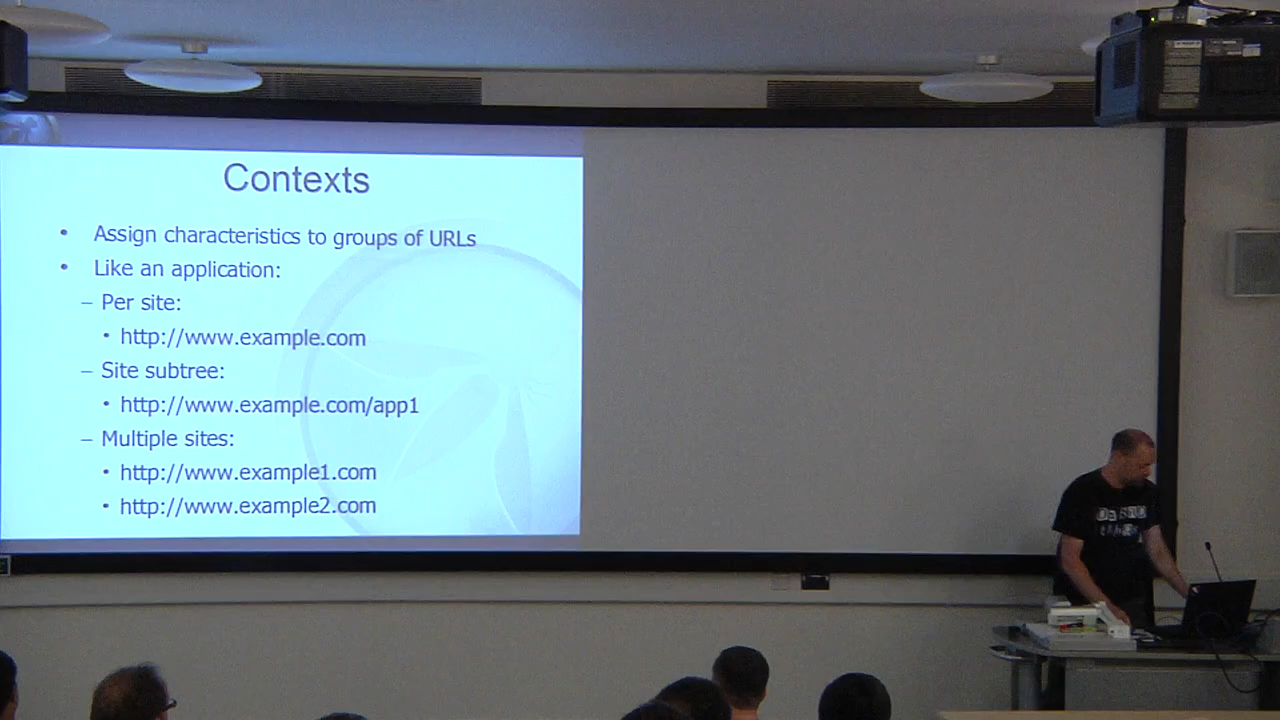 Contexts
• Assign characteristics to groups of URLs
• Like an application:
– Per site:
• http://www.example.com
– Site subtree:
• http://www.example.com/app1
– Multiple sites:
• http://www.example1.com
• http://www.example2.com